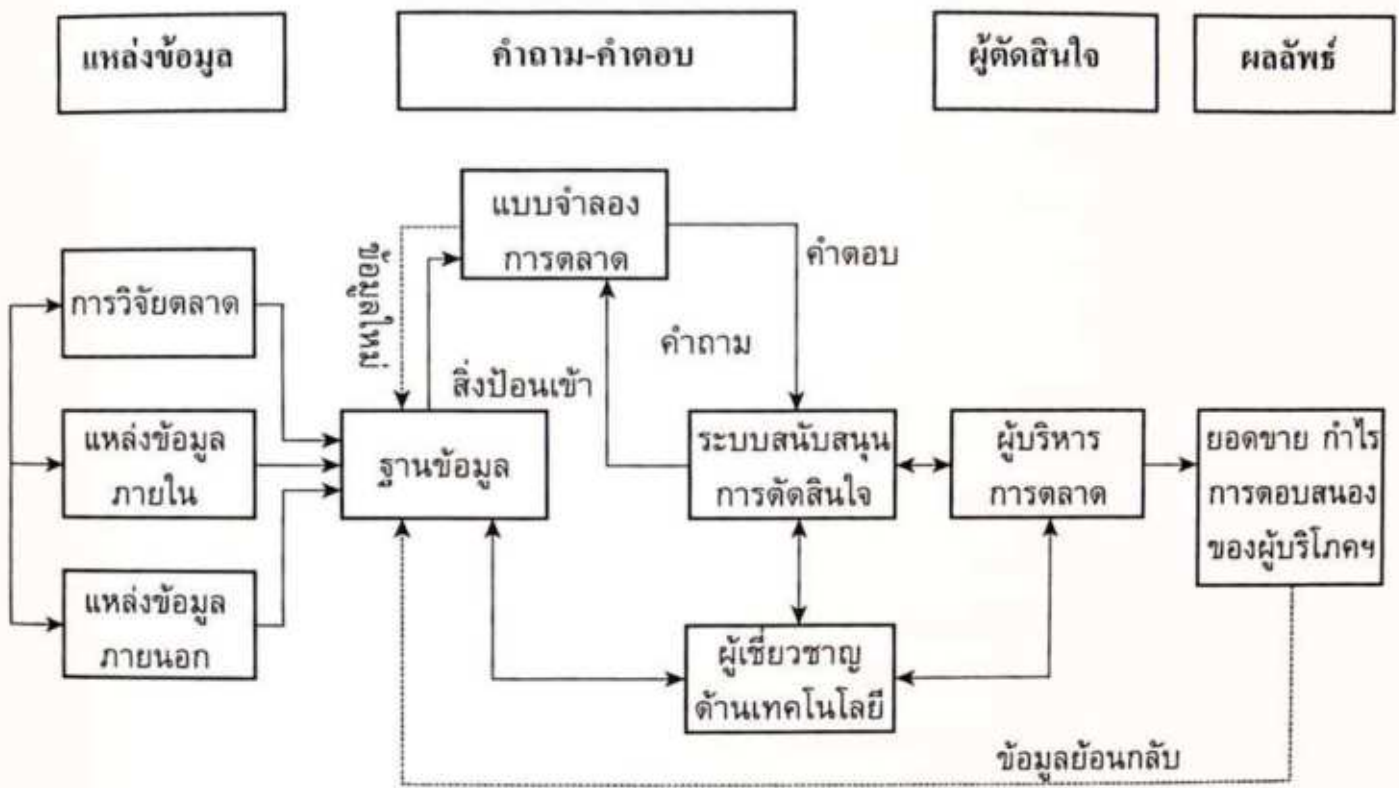 แหล่งข้อมูล
คำถาม-คำตอบ
ผู้ตัดสินใจ
ผลลัพธ์
แบบจำลอง
การตลาด
ข้อมูลใหม่
คำตอบ
คำถาม
สิ่งป้อนเข้า
การวิจัยตลาด
แหล่งข้อมูล
ภายใน
แหล่งข้อมูล
ภายนอก
ฐานข้อมูล
ระบบสนับสนุน
การตัดสินใจ
ผู้บริหาร
การตลาด
ยอดขาย กำไร
การตอบสนอง
ของผู้บริโภคฯ
ผู้เชี่ยวชาญ
ด้านเทคโนโลยี
ข้อมูลย้อนกลับ